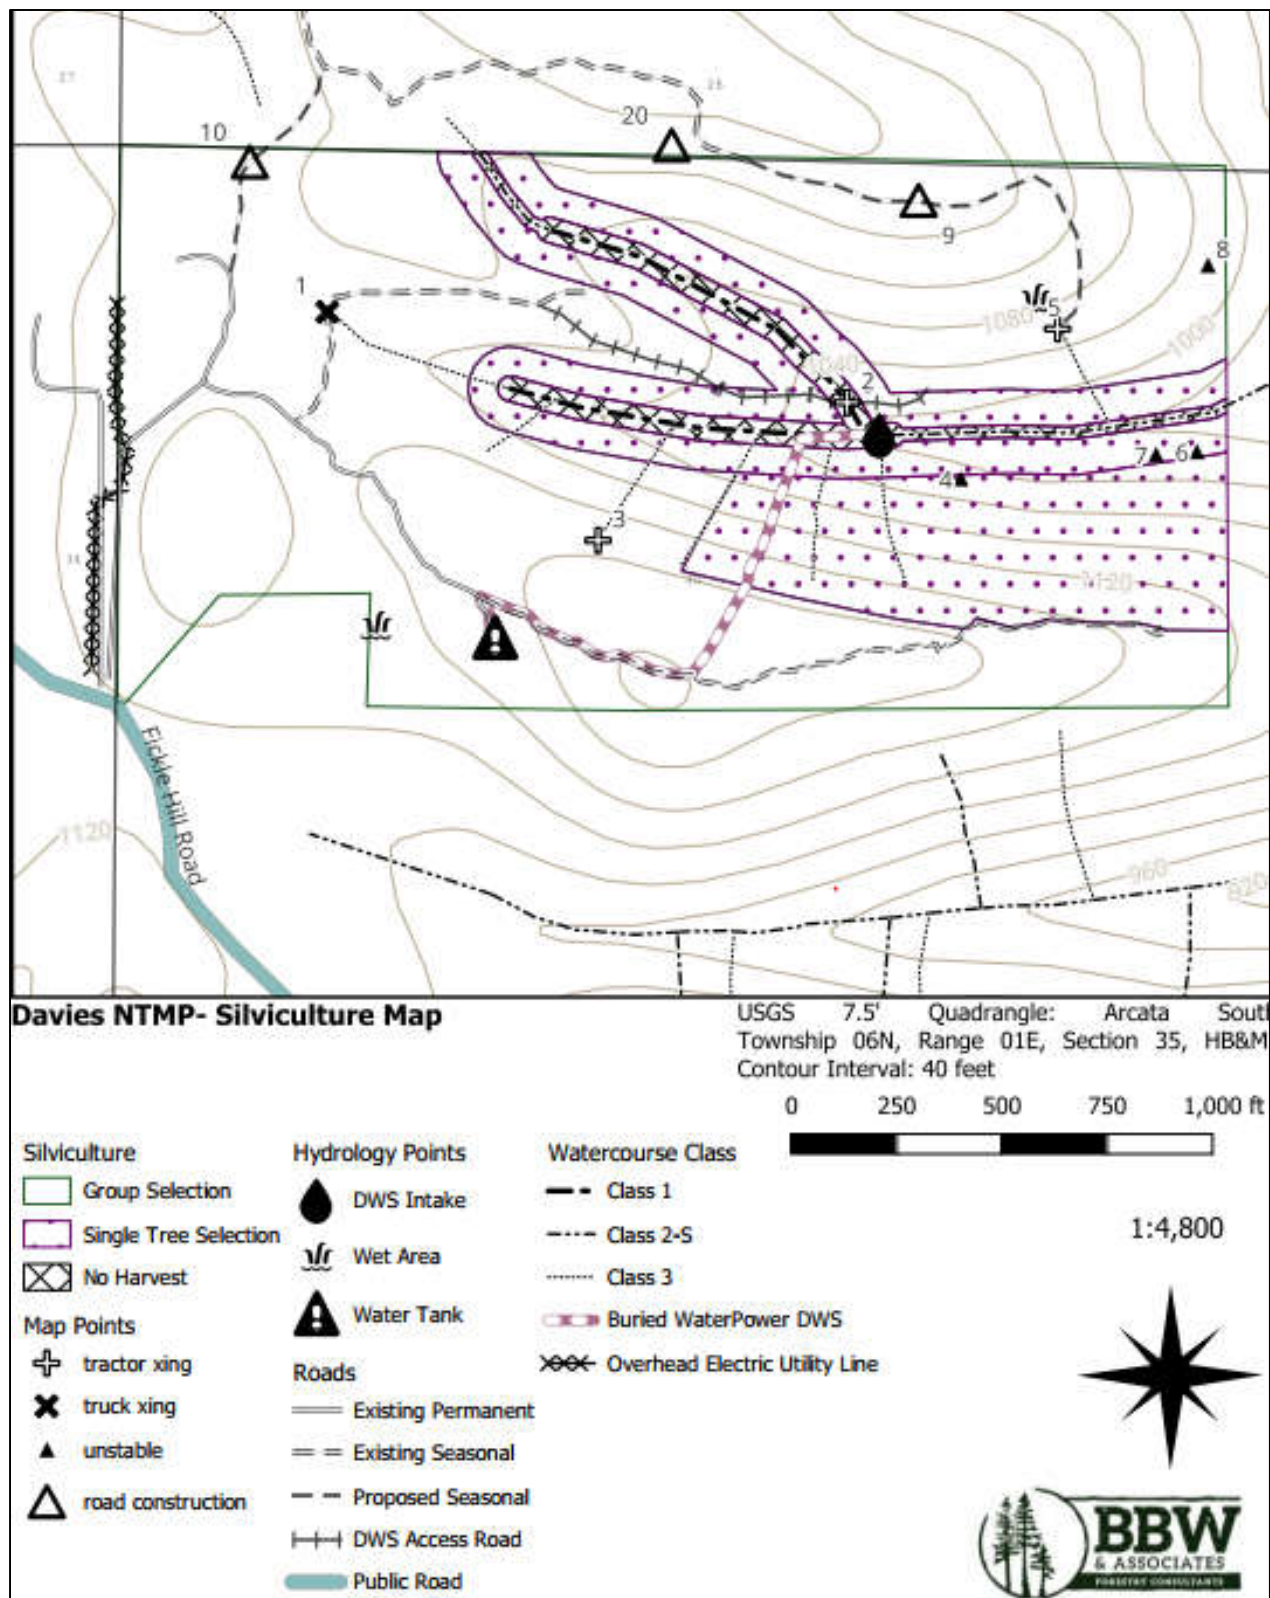 27
26
10
20
9
8
1
5
1080
1000
1040
2
7
6
4
3
34
1120
Fickle Hill Road
1120
960
920
Davies NTMP- Silviculture Map
USGS 7.5' Quadrangle: Arcata South
Township 06N, Range 01E, Section 35, HB&M
Contour Interval: 40 feet
0 250 500 750 1,000 ft
1:4,800
Silviculture
Group Selection
Single Tree Selection
No Harvest
Map Points
tractor xing
truck xing
unstable
road construction
Hydrology Points
DWS Intake
Wet Area
Water Tank
Roads
Existing Permanent
Existing Seasonal
Proposed Seasonal
DWS Access Road
Public Road
Watercourse Class
Class 1
Class 2-S
Class 3
Buried WaterPower DWS
Overhead Electric Utility Line
BBW
& ASSOCIATES
FORESTRY CONSULTANTS